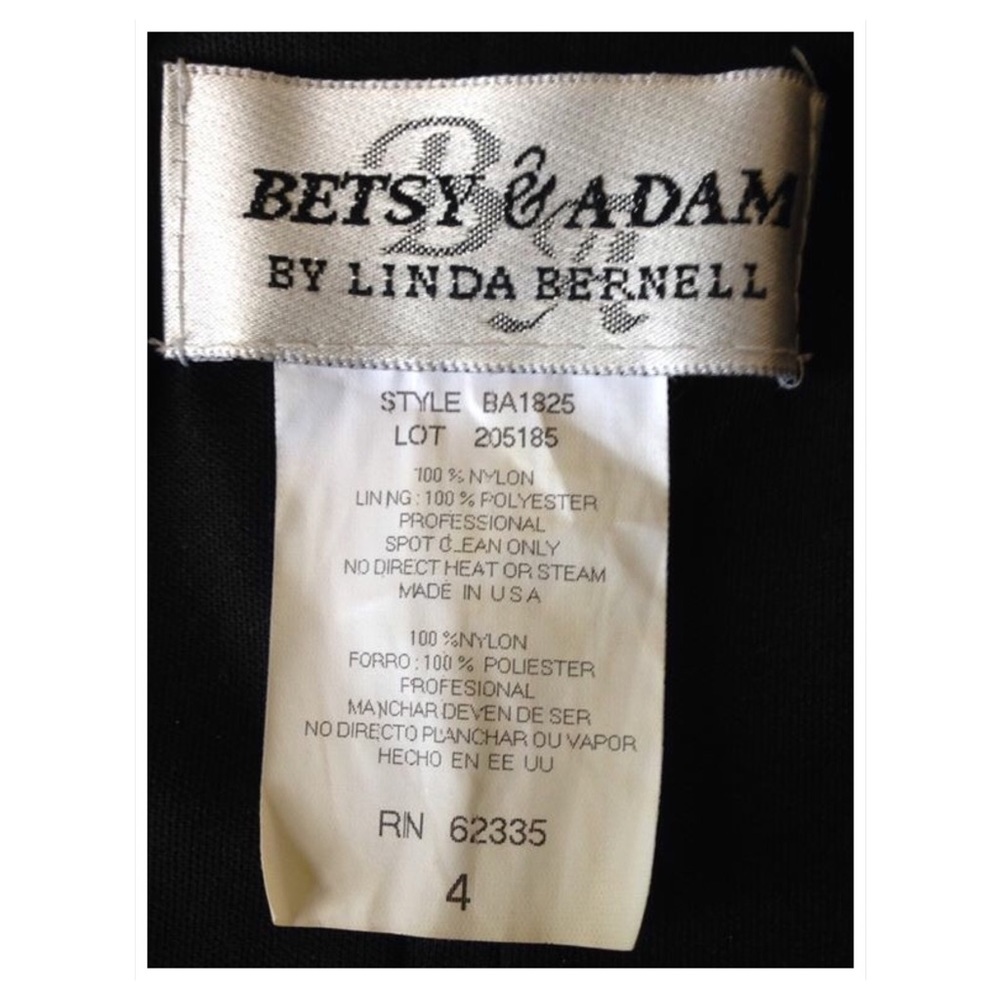 BETSY & ADAM
BY LINDA BERNELL
STYLE BA1825
LOT 205185
100 % NYLON
LINING : 100 % POLYESTER
PROFESSIONAL
SPOT CLEAN ONLY
NO DIRECT HEAT OR STEAM
MADE IN U S A
100 %NYLON
FORRO : 100 % POLIESTER
PROFESIONAL
MANCHAR DEVEN DE SER
NO DIRECTO PLANCHAR OU VAPOR
HECHO EN EE UU
RN 62335
4